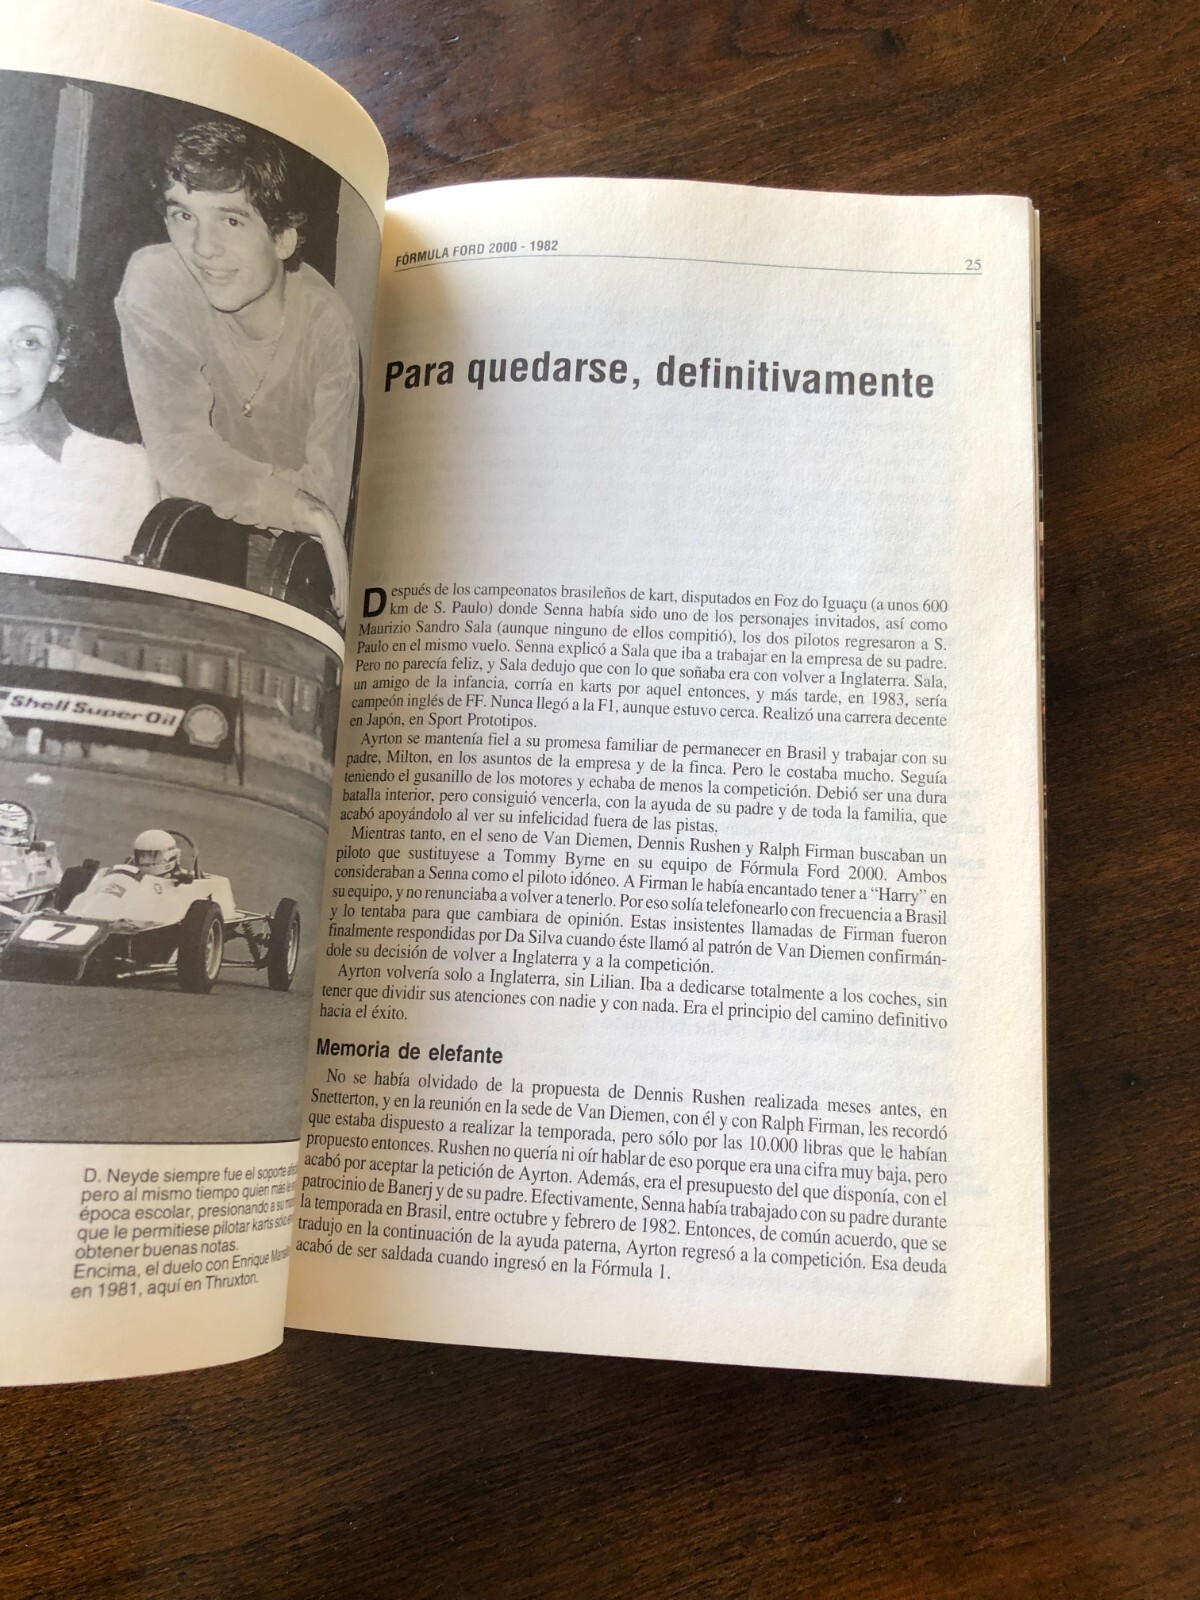 Shell Super Oil
7
D. Neyde siempre fue el soporte
pero al mismo tiempo quien más
época escolar, presionando a su
que le permitiese pilotar karts sólo
obtener buenas notas.
Encima, el duelo con Enrique
en 1981, aquí en Thruxton.
FÓRMULA FORD 2000 - 1982
25
Para quedarse, definitivamente
Después de los campeonatos brasileños de kart, disputados en Foz do Iguaçu (a unos 600
km de S. Paulo) donde Senna había sido uno de los personajes invitados, así como
Maurizio Sandro Sala (aunque ninguno de ellos compitió), los dos pilotos regresaron a S.
Paulo en el mismo vuelo. Senna explicó a Sala que iba a trabajar en la empresa de su padre.
Pero no parecía feliz, y Sala dedujo que con lo que soñaba era con volver a Inglaterra. Sala,
un amigo de la infancia, corría en karts por aquel entonces, y más tarde, en 1983, sería
campeón inglés de FF. Nunca llegó a la F1, aunque estuvo cerca. Realizó una carrera decente
en Japón, en Sport Prototipos.
Ayrton se mantenía fiel a su promesa familiar de permanecer en Brasil y trabajar con su
padre, Milton, en los asuntos de la empresa y de la finca. Pero le costaba mucho. Seguía
teniendo el gusanillo de los motores y echaba de menos la competición. Debió ser una dura
batalla interior, pero consiguió vencerla, con la ayuda de su padre y de toda la familia, que
acabó apoyándolo al ver su infelicidad fuera de las pistas.
Mientras tanto, en el seno de Van Diemen, Dennis Rushen y Ralph Firman buscaban un
piloto que sustituyese a Tommy Byrne en su equipo de Fórmula Ford 2000. Ambos
consideraban a Senna como el piloto idóneo. A Firman le había encantado tener a “Harry” en
su equipo, y no renunciaba a volver a tenerlo. Por eso solía telefonearlo con frecuencia a Brasil
y lo tentaba para que cambiara de opinión. Estas insistentes llamadas de Firman fueron
finalmente respondidas por Da Silva cuando éste llamó al patrón de Van Diemen confirmán-
dole su decisión de volver a Inglaterra y a la competición.
Ayrton volvería solo a Inglaterra, sin Lilian. Iba a dedicarse totalmente a los coches, sin
tener que dividir sus atenciones con nadie y con nada. Era el principio del camino definitivo
hacia el éxito.
Memoria de elefante
No se había olvidado de la propuesta de Dennis Rushen realizada meses antes, en
Snetterton, y en la reunión en la sede de Van Diemen, con él y con Ralph Firman, les recordó
que estaba dispuesto a realizar la temporada, pero sólo por las 10.000 libras que le habían
propuesto entonces. Rushen no quería ni oír hablar de eso porque era una cifra muy baja, pero
acabó por aceptar la petición de Ayrton. Además, era el presupuesto del que disponía, con el
patrocinio de Banerj y de su padre. Efectivamente, Senna había trabajado con su padre durante
la temporada en Brasil, entre octubre y febrero de 1982. Entonces, de común acuerdo, que se
tradujo en la continuación de la ayuda paterna, Ayrton regresó a la competición. Esa deuda
acabó de ser saldada cuando ingresó en la Fórmula 1.